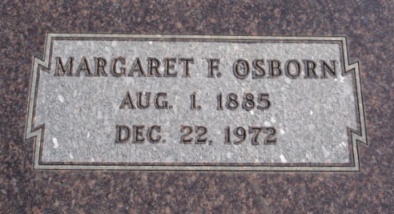 MARGARET F. OSBORN
AUG. 1, 1885
DEC. 22, 1972